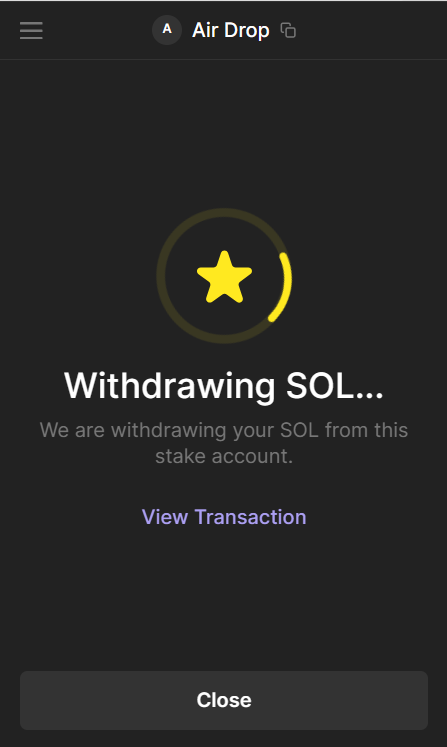 A Air Drop
Withdrawing SOL...
We are withdrawing your SOL from this
stake account.
View Transaction
Close